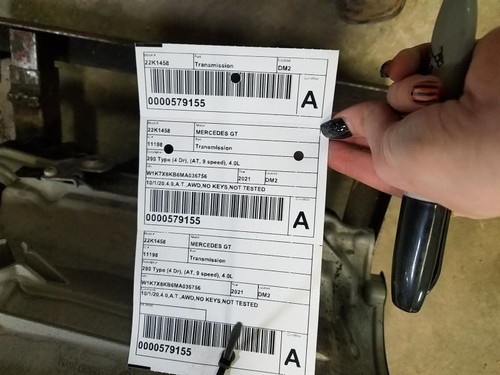 22K1458 Transmission DM2
0000579155 A
22K1458 MERCEDES GT
11198 Transmission
290 Type (4 Dr), (AT, 9 speed), 4.0L
W1K7X6KB6MA036756 2021 DM2
10/1/20,4.0,A.T.,AWD,NO KEYS,NOT TESTED
0000579155 A
22K1458 MERCEDES GT
11198 Transmission
290 Type (4 Dr), (AT, 9 speed), 4.0L
W1K7X6KB6MA036756 2021 DM2
10/1/20,4.0,A.T.,AWD,NO KEYS,NOT TESTED
0000579155 A